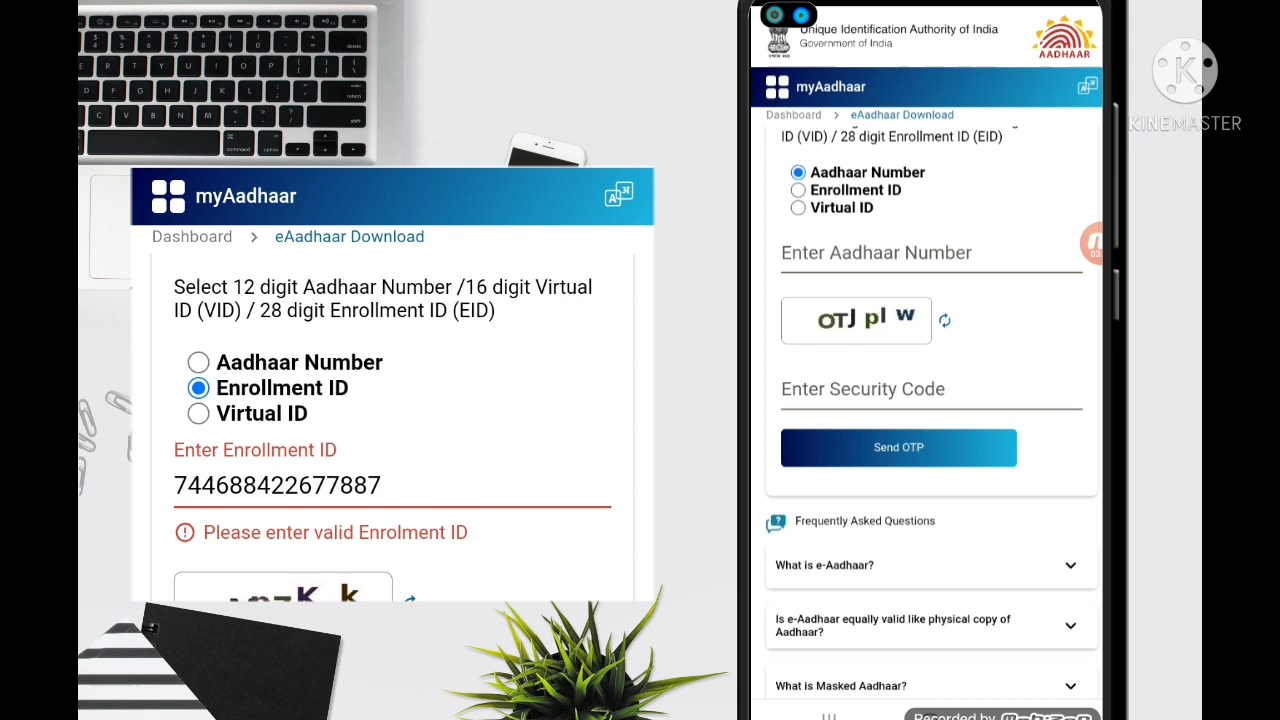 myAadhaar
Dashboard > eAadhaar Download
Select 12 digit Aadhaar Number /16 digit Virtual
ID (VID) / 28 digit Enrollment ID (EID)
Aadhaar Number
Enrollment ID
Virtual ID
Enter Enrollment ID
744688422677887
Please enter valid Enrolment ID
Unique Identification Authority of India
Government of India
AADHAAR
myAadhaar
Dashboard > eAadhaar Download
ID (VID) / 28 digit Enrollment ID (EID)
Aadhaar Number
Enrollment ID
Virtual ID
Enter Aadhaar Number
OTJ pl w
Enter Security Code
Send OTP
Frequently Asked Questions
What is e-Aadhaar?
Is e-Aadhaar equally valid like physical copy of
Aadhaar?
What is Masked Aadhaar?
Recorded by
K
KINEMASTER